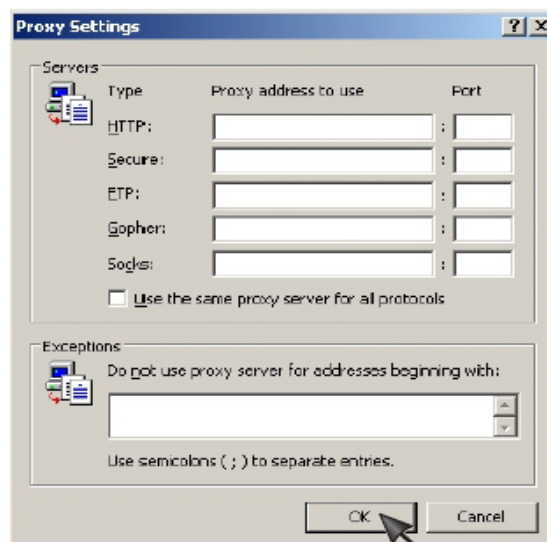 Proxy Settings
Servers
Type Proxy address to use Port
HTTP: :
Secure: :
FTP: :
Gopher: :
Socks: :
Use the same proxy server for all protocols
Exceptions
Do not use proxy server for addresses beginning with:
Use semicolons ( ; ) to separate entries.
OK Cancel